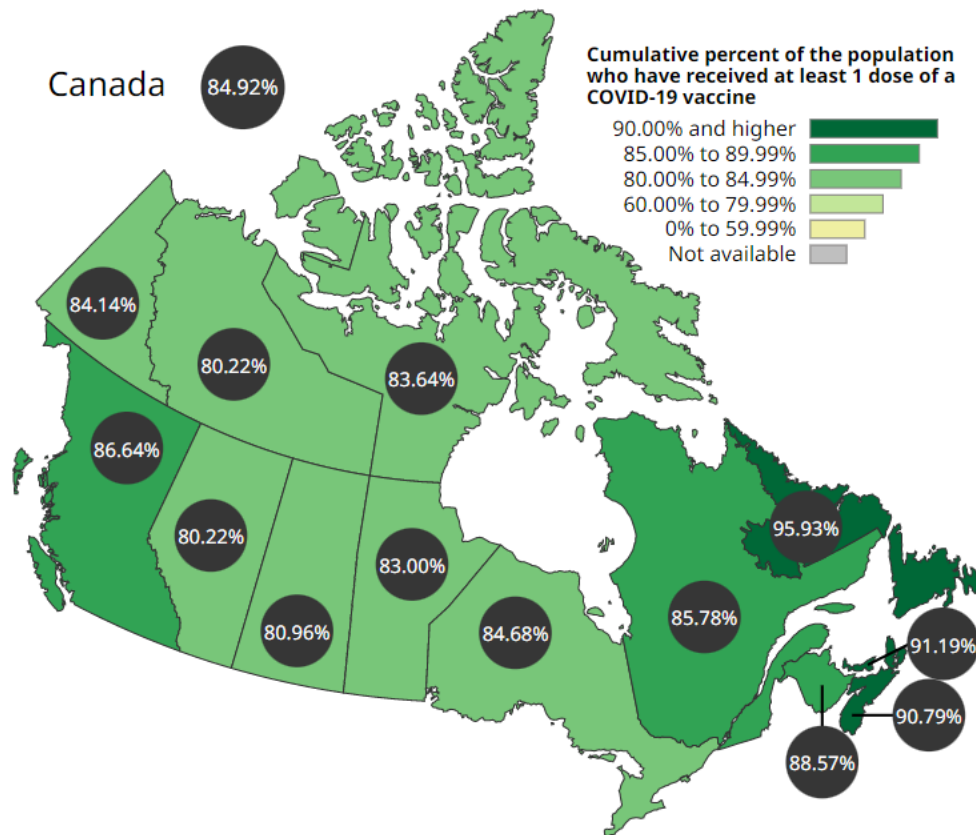 Canada
84.92%
Cumulative percent of the population
who have received at least 1 dose of a
COVID-19 vaccine
90.00% and higher
85.00% to 89.99%
80.00% to 84.99%
60.00% to 79.99%
0% to 59.99%
Not available
84.14%
80.22%
83.64%
86.64%
80.22%
80.96%
83.00%
84.68%
85.78%
95.93%
91.19%
90.79%
88.57%